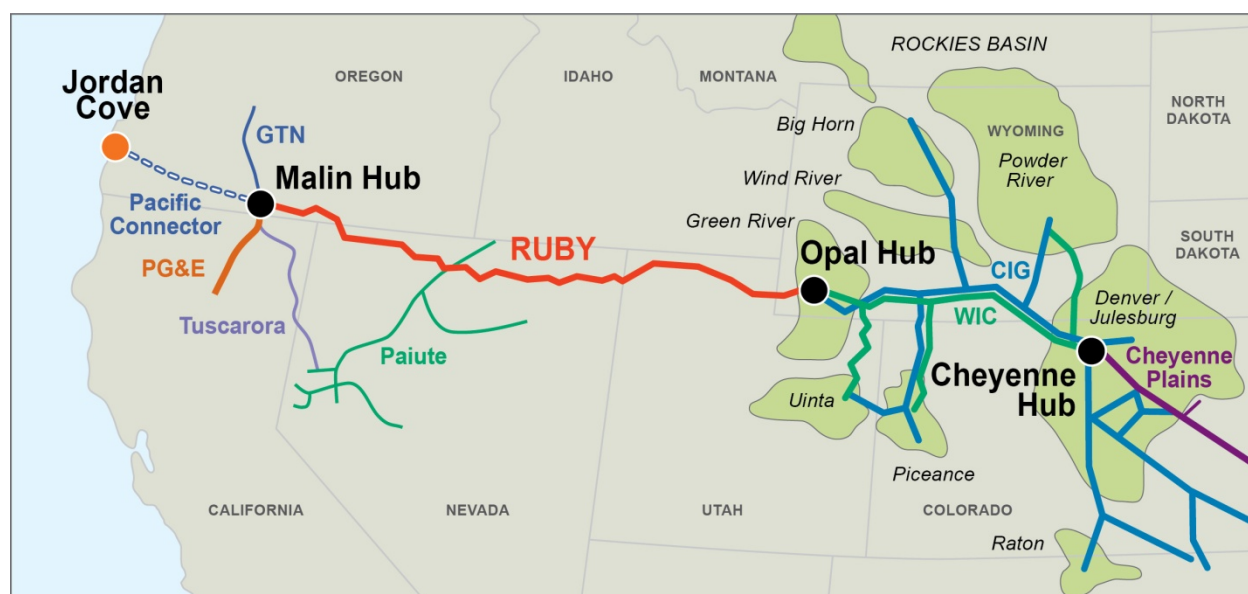 ROCKIES BASIN
OREGON
IDAHO
MONTANA
Jordan
Cove
NORTH
DAKOTA
GTN
Big Horn
WYOMING
Powder
River
Malin Hub
Wind River
Pacific
Connector
Green River
SOUTH
DAKOTA
RUBY
Opal Hub
PG&E
CIG
Denver /
Julesburg
WIC
Tuscarora
Paiute
Cheyenne
Plains
Cheyenne
Hub
Uinta
Piceance
CALIFORNIA
NEVADA
UTAH
COLORADO
Raton